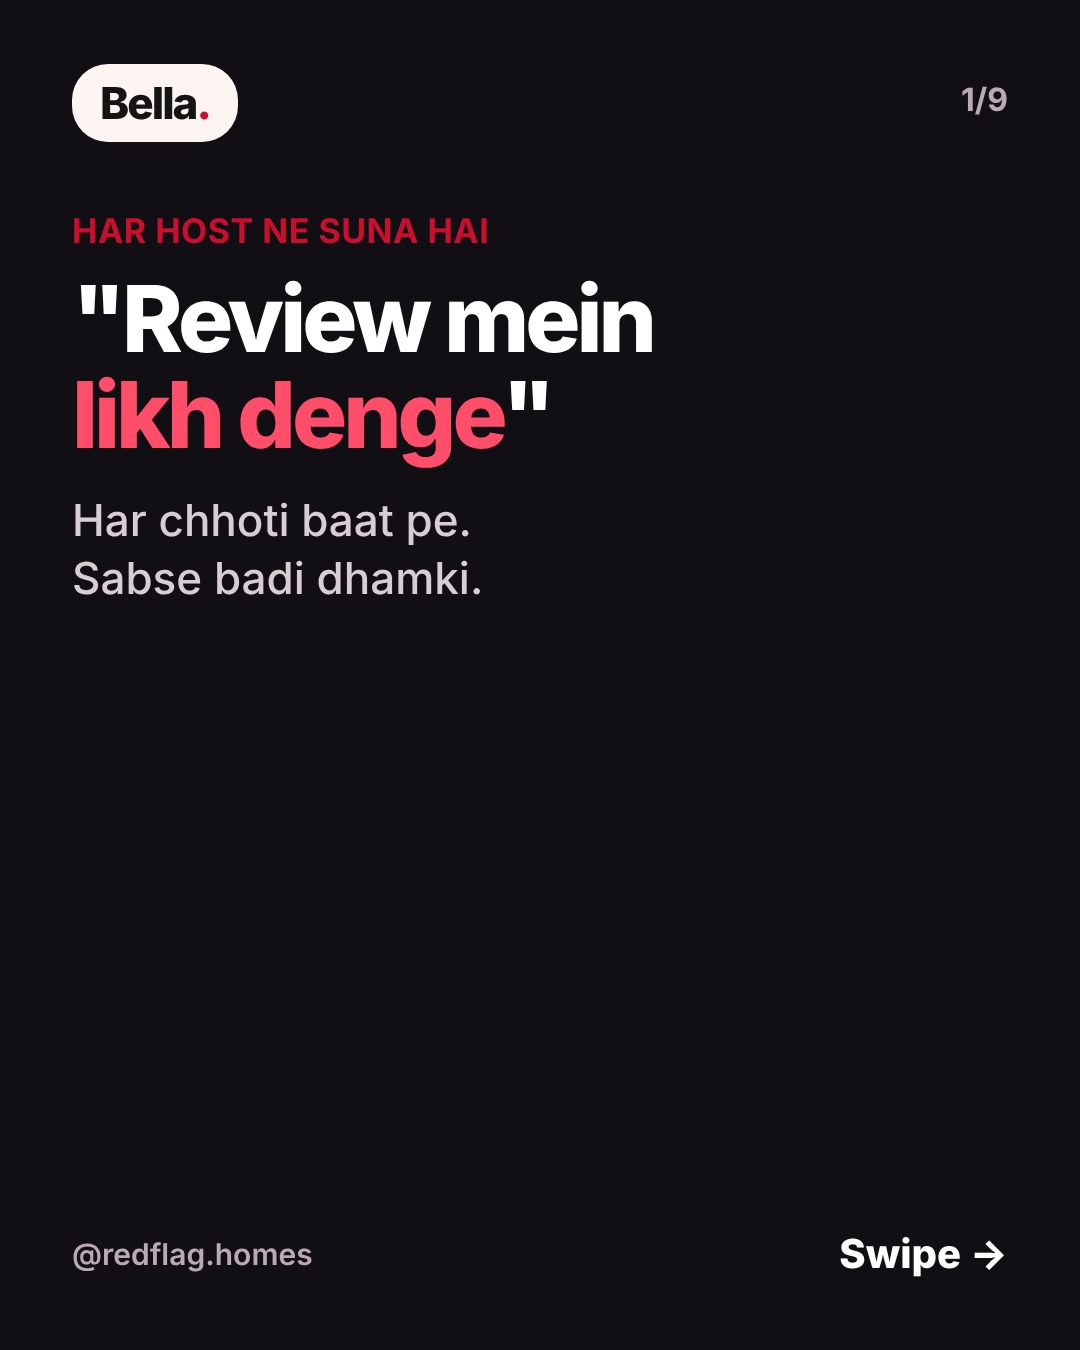 Bella.
1/9
HAR HOST NE SUNA HAI
"Review mein
likh denge"
Har chhoti baat pe.
Sabse badi dhamki.
@redflag.homes
Swipe →